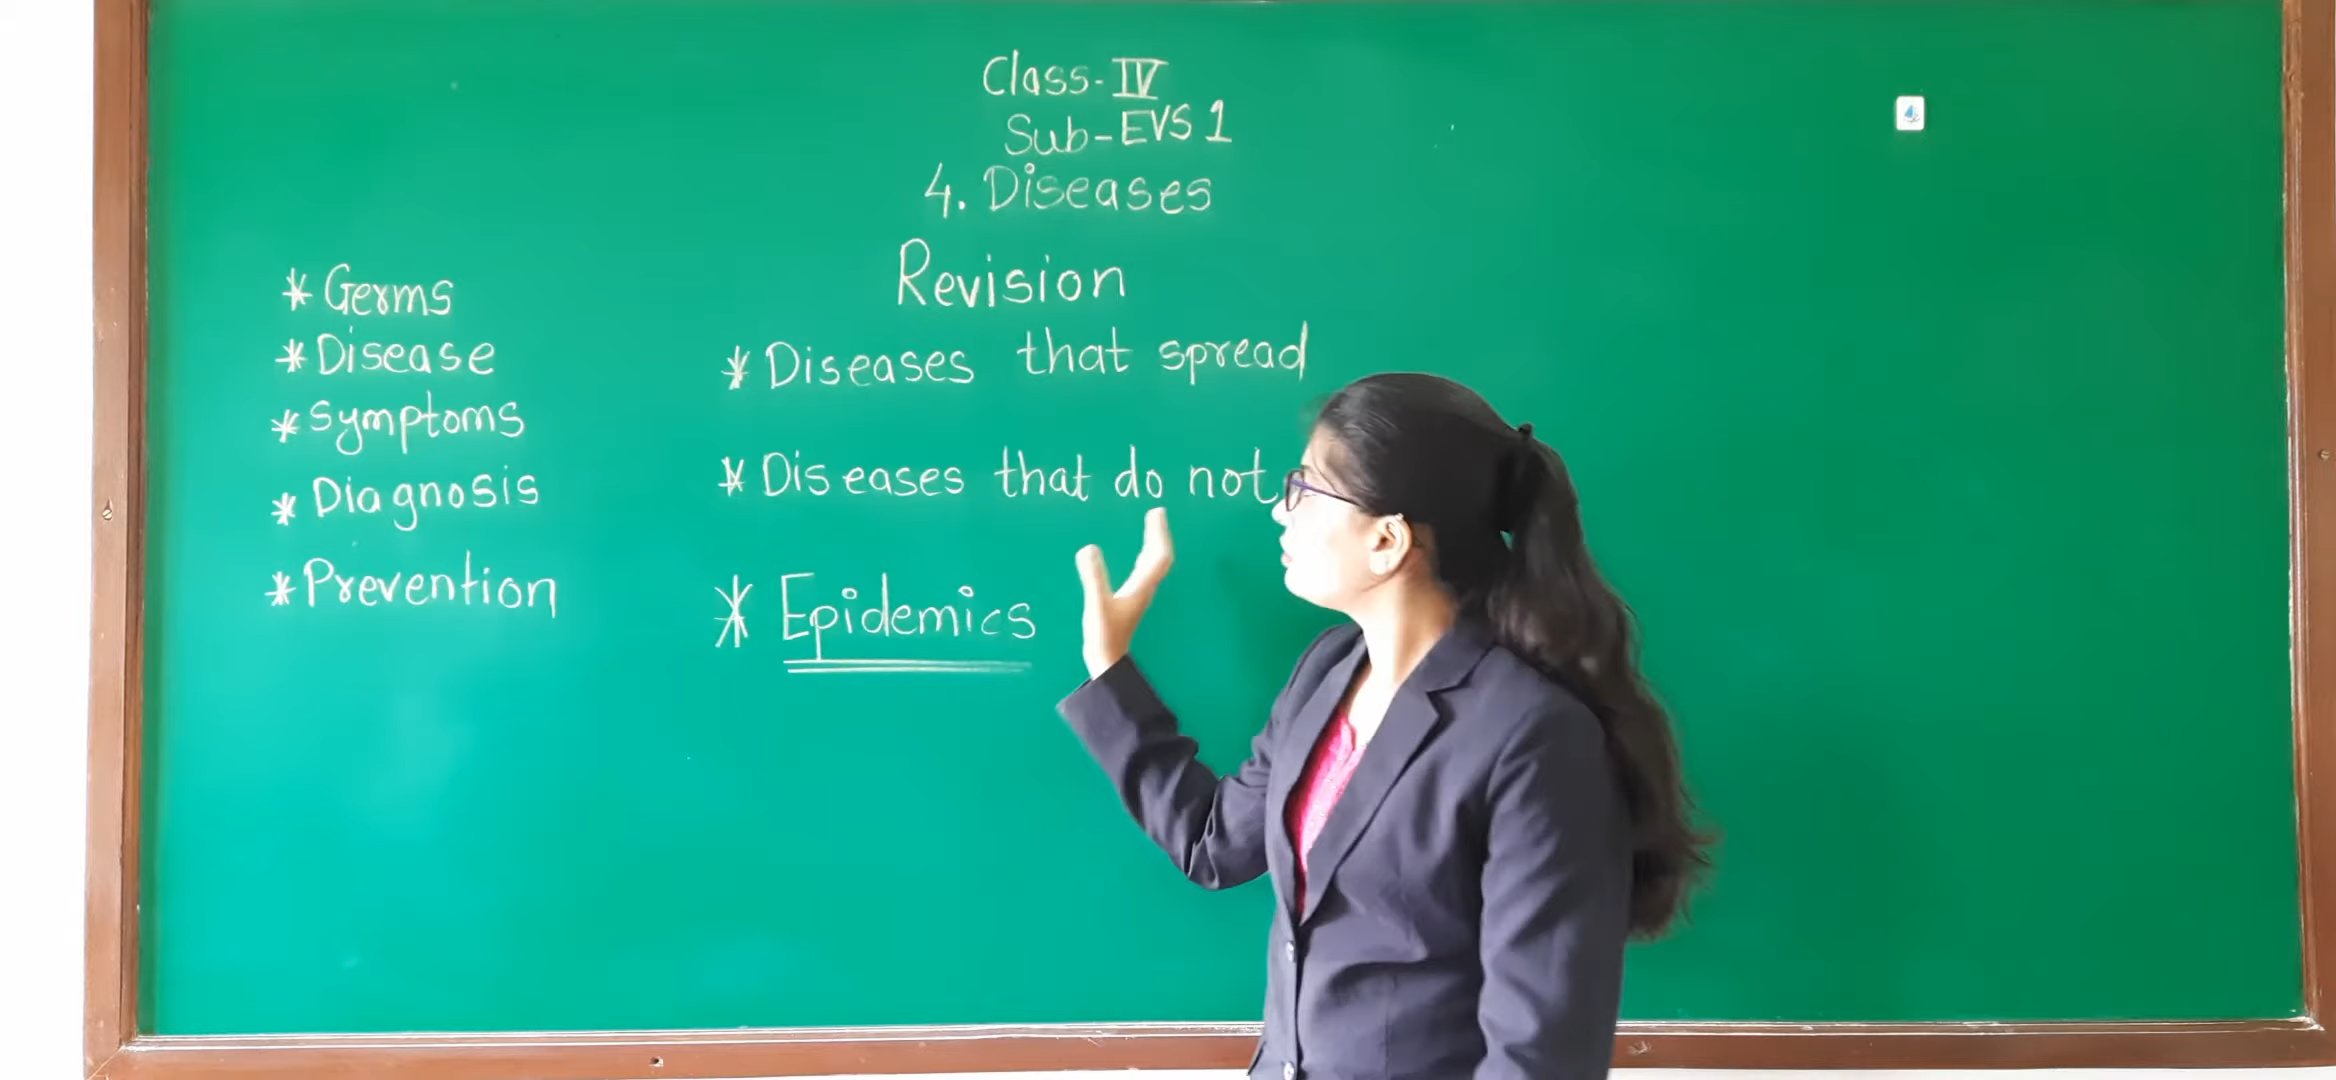 Class-IV
Sub-EVS 1
4. Diseases
Revision
* Germs
* Disease
* Symptoms
* Diagnosis
* Prevention
* Diseases that spread
* Diseases that do not
* Epidemics